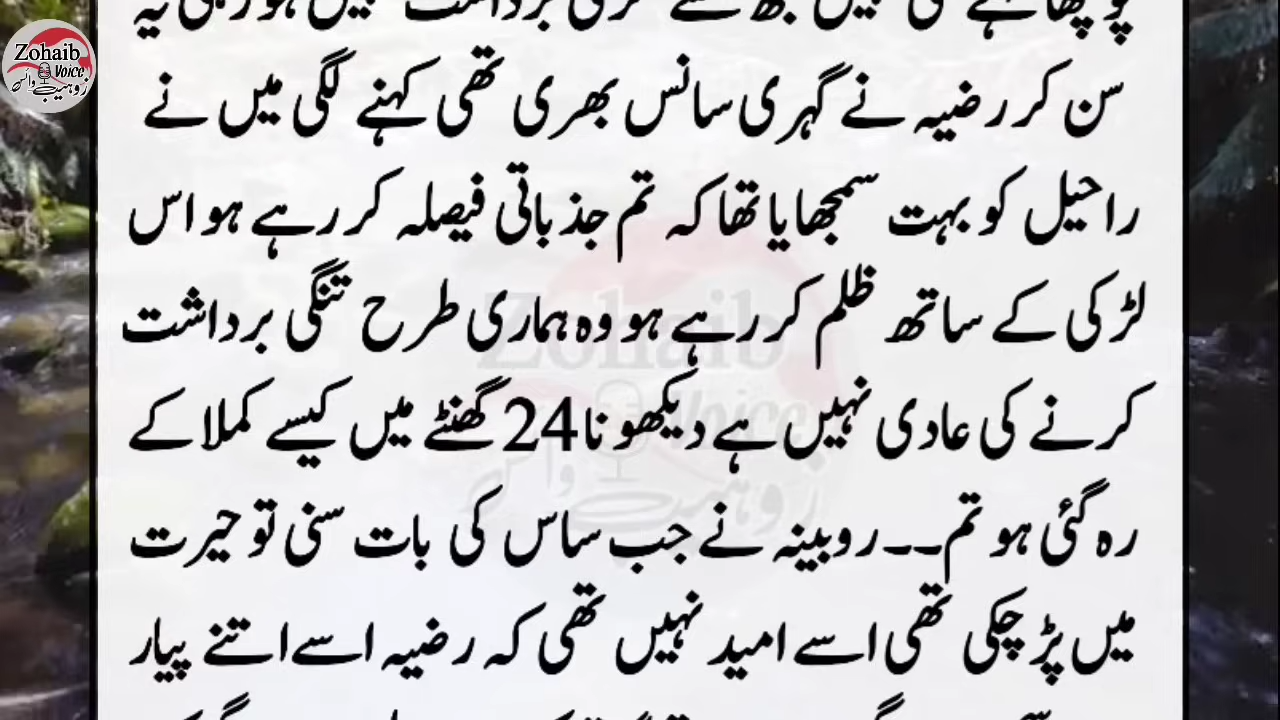 Zohaib
Voice
زوہیب وائس
سن کر رضیہ نے گہری سانس بھری تھی کہنے لگی میں نے
راحیل کو بہت سمجھایا تھا کہ تم جذباتی فیصلہ کر رہے ہو اس
لڑکی کے ساتھ ظلم کر رہے ہو وہ ہماری طرح تنگی برداشت
کرنے کی عادی نہیں ہے دیکھو نا 24 گھنٹے میں کیسے کملا کے
رہ گئی ہو تم۔۔ روبینہ نے جب ساس کی بات سنی تو حیرت
میں پڑ چکی تھی اسے امید نہیں تھی کہ رضیہ اسے اتنے پیار